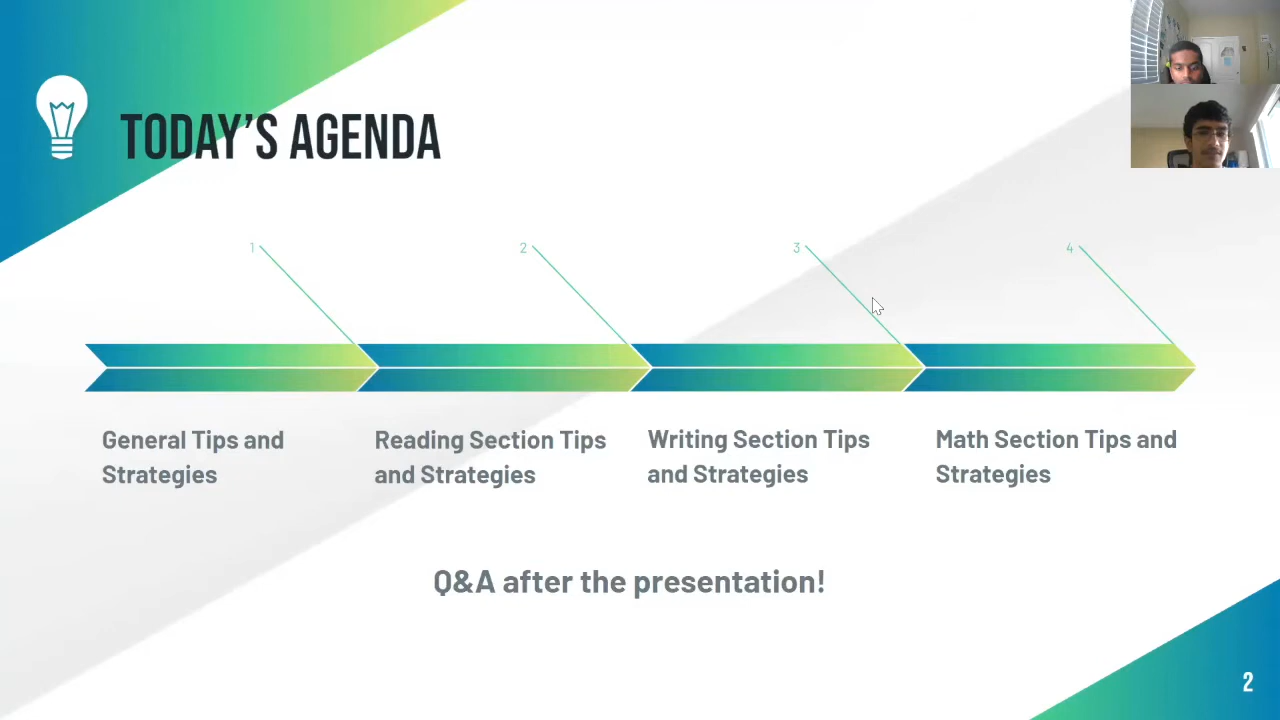 TODAY’S AGENDA
1
2
3
4
General Tips and
Strategies
Reading Section Tips
and Strategies
Writing Section Tips
and Strategies
Math Section Tips and
Strategies
Q&A after the presentation!
2